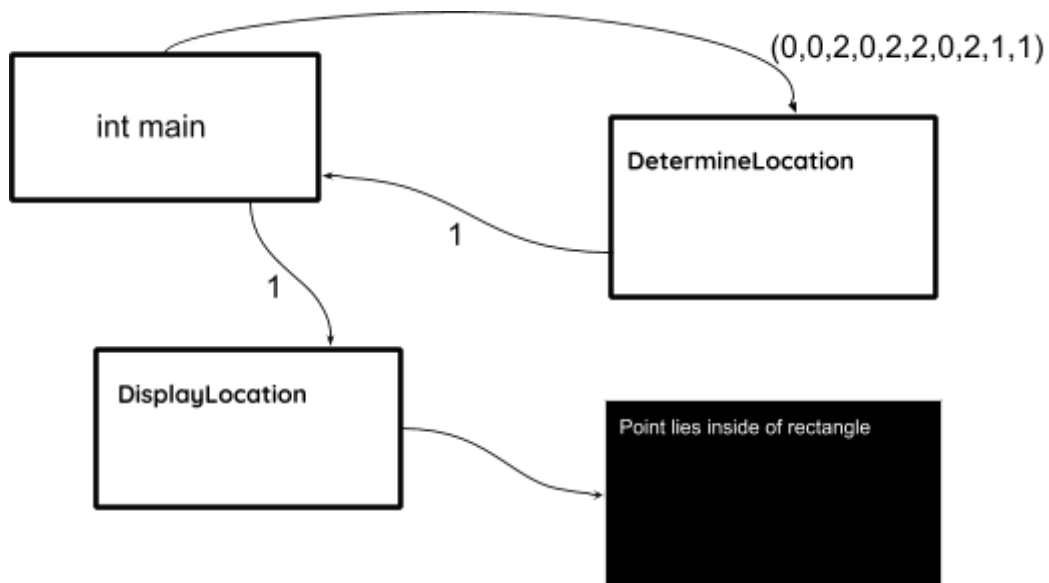 (0,0,2,0,2,2,0,2,1,1)
int main
DetermineLocation
1
1
DisplayLocation
Point lies inside of rectangle